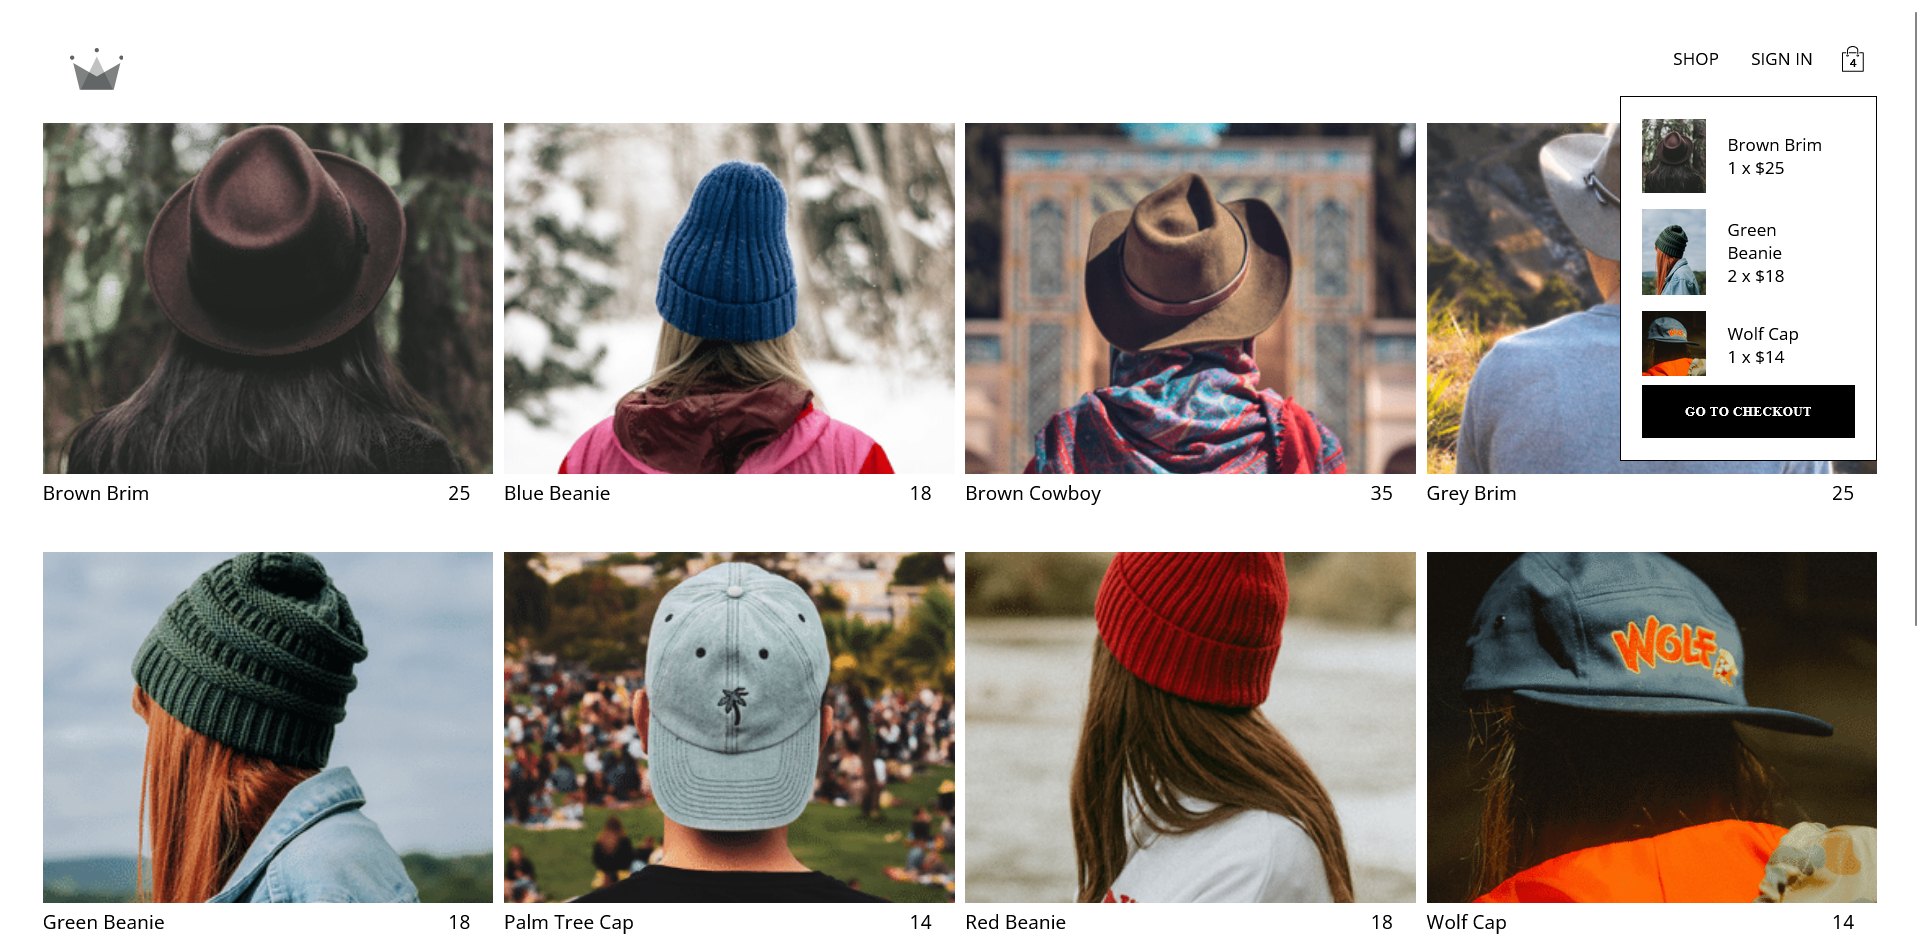 SHOP
SIGN IN
4
Brown Brim
1 x $25
Green
Beanie
2 x $18
Wolf Cap
1 x $14
GO TO CHECKOUT
Brown Brim 25
Blue Beanie 18
Brown Cowboy 35
Grey Brim 25
WOLF
Green Beanie 18
Palm Tree Cap 14
Red Beanie 18
Wolf Cap 14